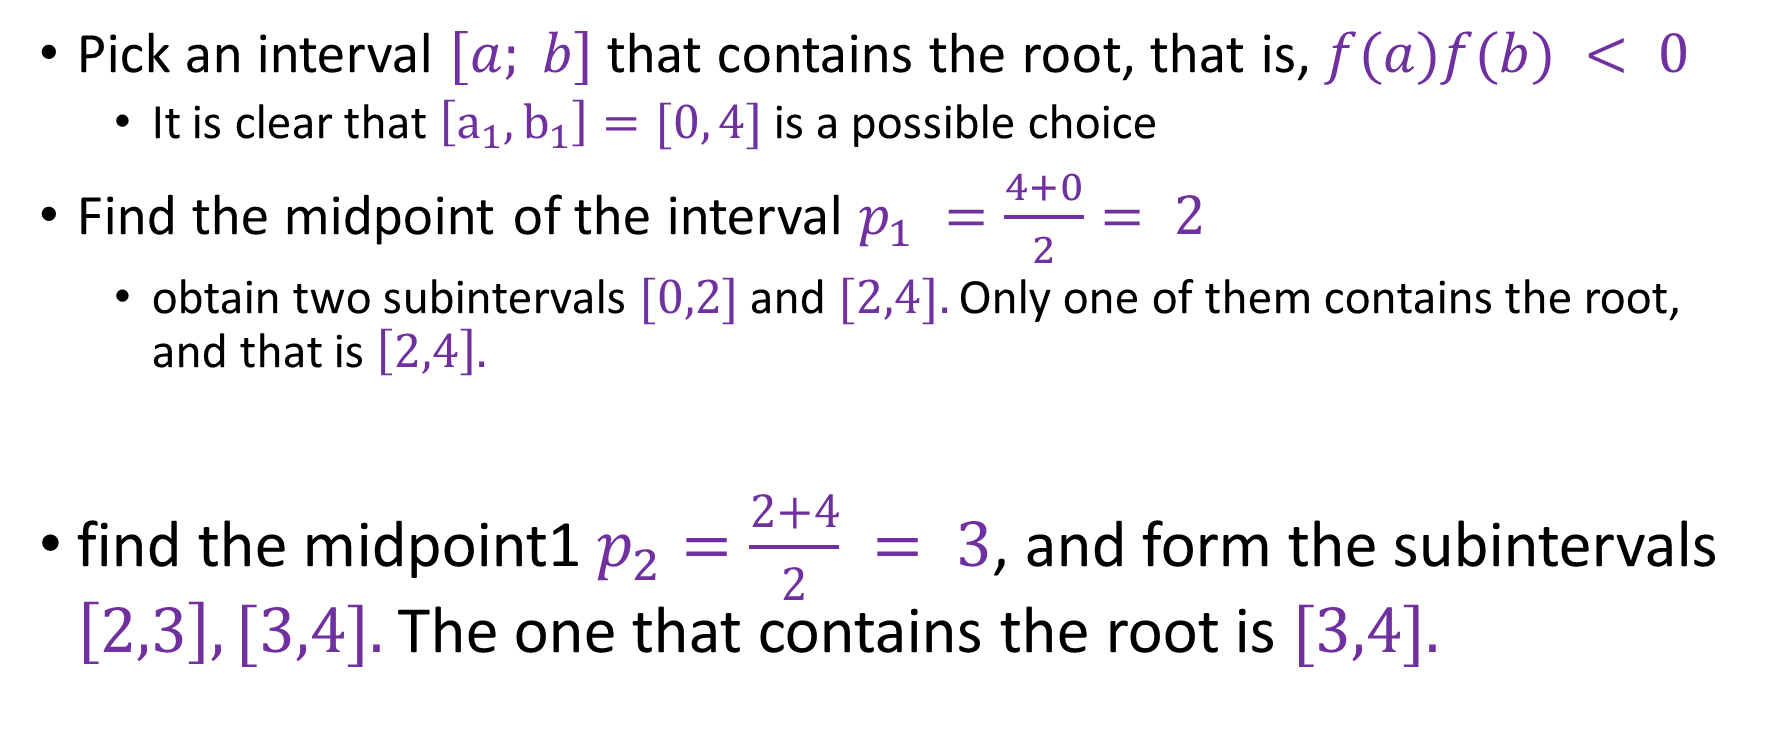 • Pick an interval [a; b] that contains the root, that is, f(a)f(b) < 0
• It is clear that [a₁, b₁] = [0, 4] is a possible choice
• Find the midpoint of the interval p₁ = (4+0)/2 = 2
• obtain two subintervals [0,2] and [2,4]. Only one of them contains the root,
and that is [2,4].
• find the midpoint1 p₂ = (2+4)/2 = 3, and form the subintervals
[2,3], [3,4]. The one that contains the root is [3,4].